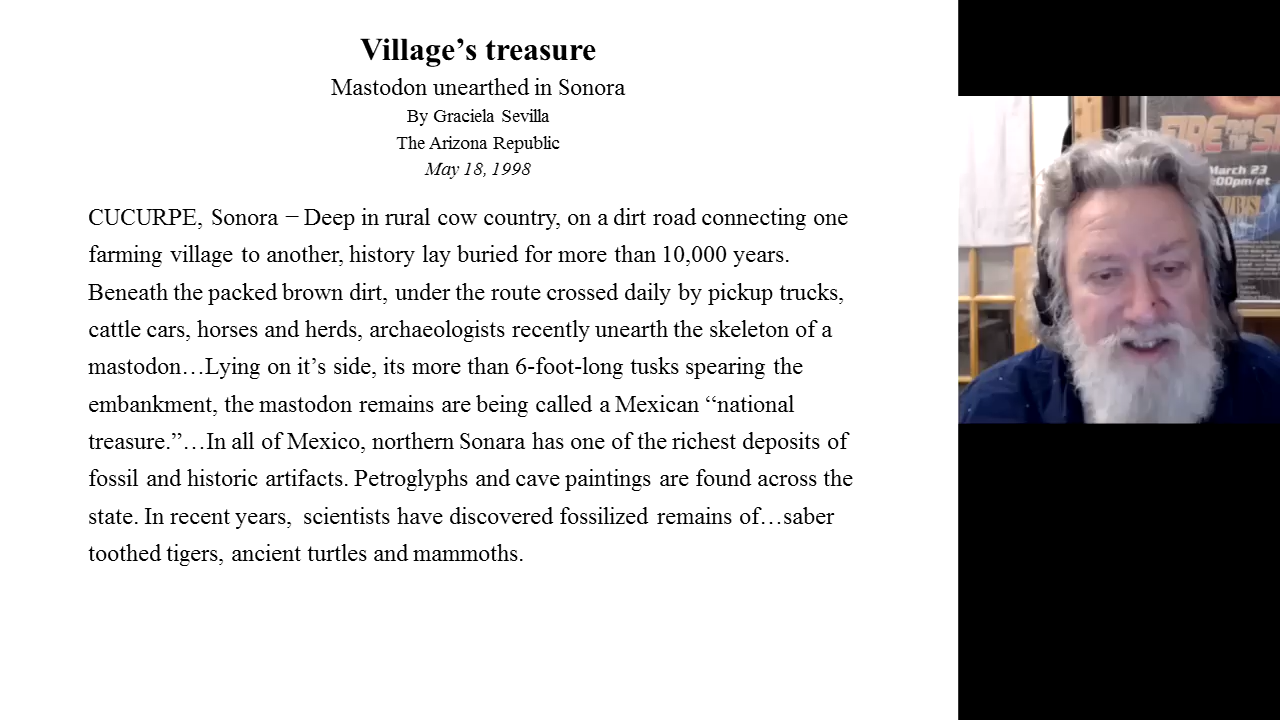 Village’s treasure
Mastodon unearthed in Sonora
By Graciela Sevilla
The Arizona Republic
May 18, 1998
CUCURPE, Sonora − Deep in rural cow country, on a dirt road connecting one
farming village to another, history lay buried for more than 10,000 years.
Beneath the packed brown dirt, under the route crossed daily by pickup trucks,
cattle cars, horses and herds, archaeologists recently unearth the skeleton of a
mastodon…Lying on it’s side, its more than 6-foot-long tusks spearing the
embankment, the mastodon remains are being called a Mexican “national
treasure.”…In all of Mexico, northern Sonara has one of the richest deposits of
fossil and historic artifacts. Petroglyphs and cave paintings are found across the
state. In recent years, scientists have discovered fossilized remains of…saber
toothed tigers, ancient turtles and mammoths.
FIRE
March 23
:00pm/et